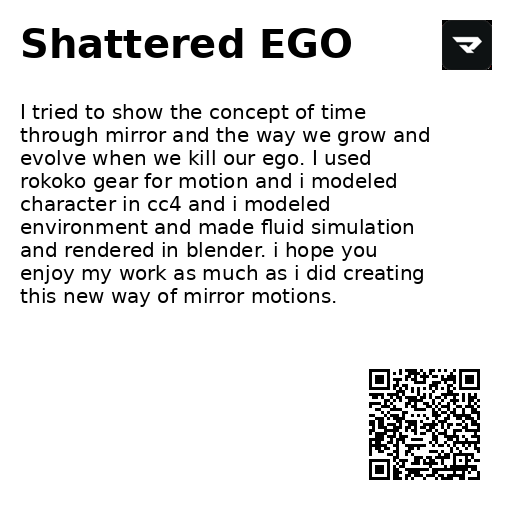 Shattered EGO
I tried to show the concept of time
through mirror and the way we grow and
evolve when we kill our ego. I used
rokoko gear for motion and i modeled
character in cc4 and i modeled
environment and made fluid simulation
and rendered in blender. i hope you
enjoy my work as much as i did creating
this new way of mirror motions.